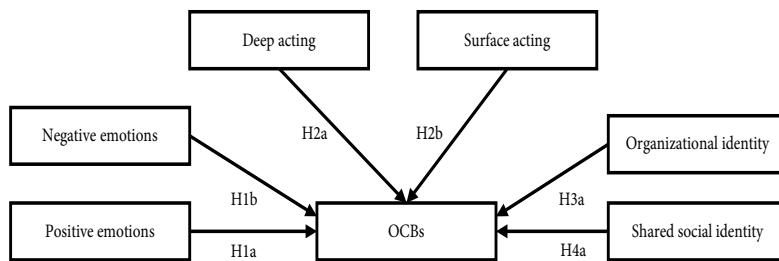 Deep acting
Surface acting
H2a
H2b
Negative emotions
Organizational identity
H1b
H3a
Positive emotions
OCBs
Shared social identity
H1a
H4a